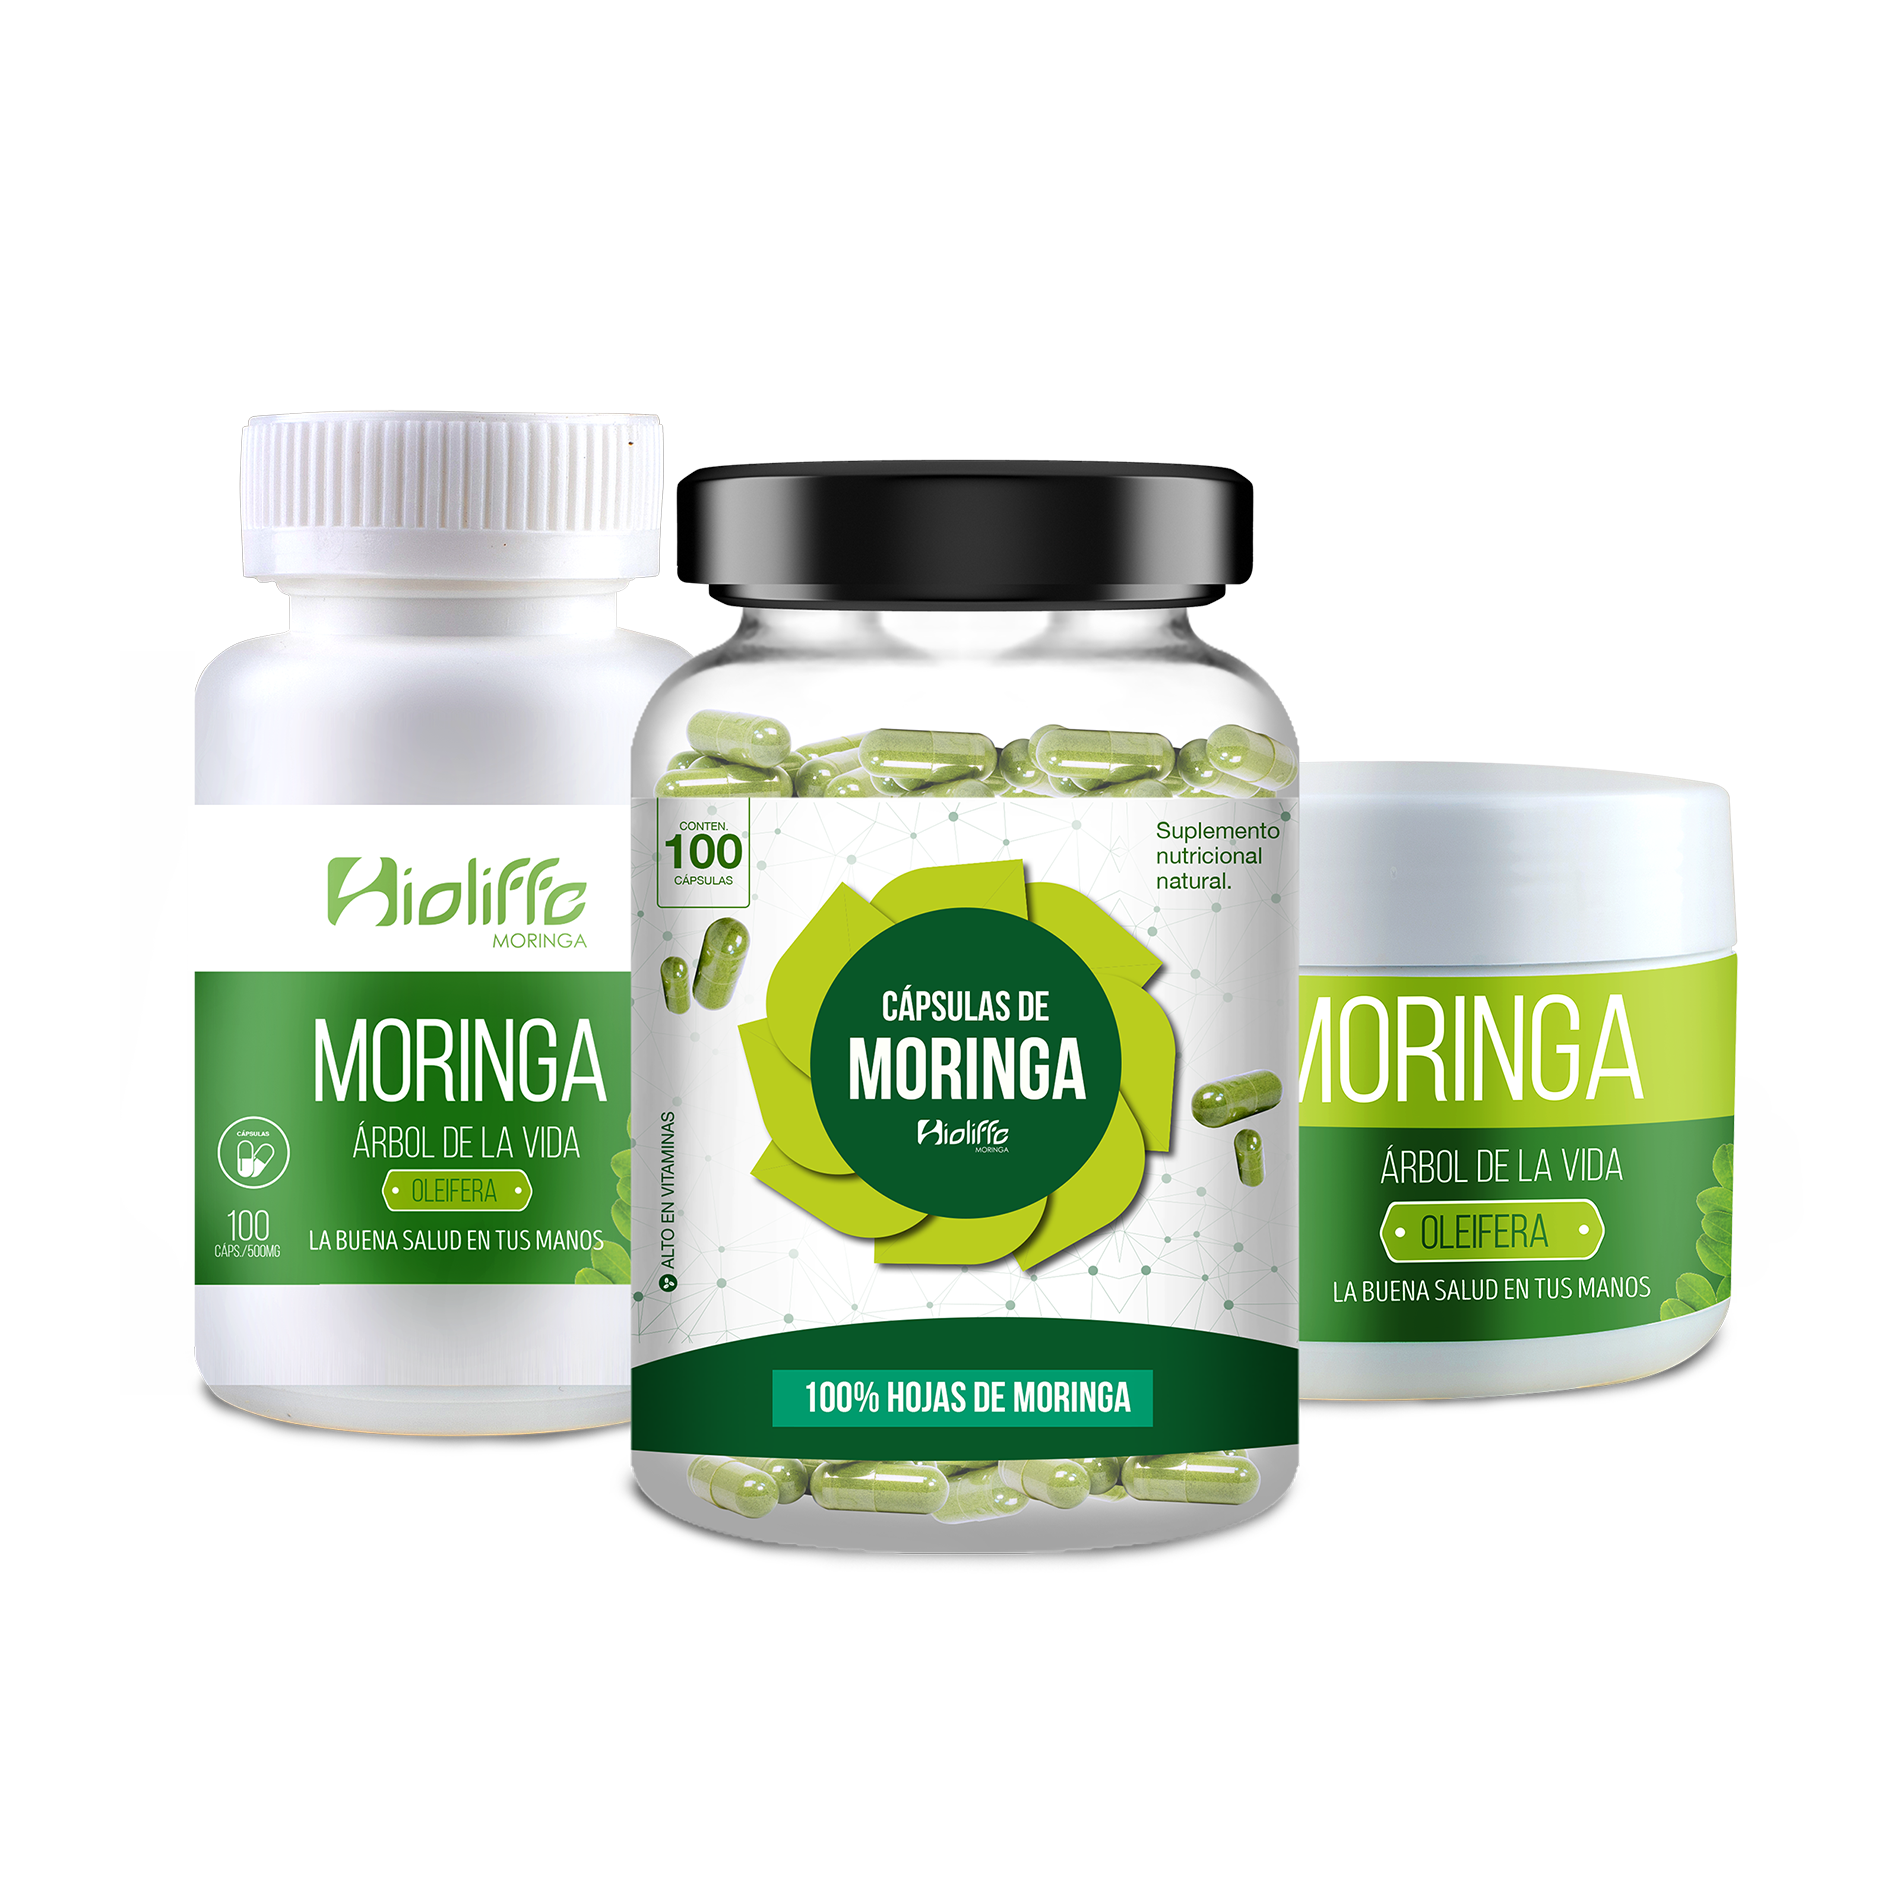 Hioliffe
MORINGA
MORINGA
ÁRBOL DE LA VIDA
OLEIFERA
LA BUENA SALUD EN TUS MANOS
CÁPSULAS
100
CÁPS./500MG
CONTEN.
100
CÁPSULAS
Suplemento
nutricional
natural.
CÁPSULAS DE
MORINGA
Hioliffe
MORINGA
ALTO EN VITAMINAS
100% HOJAS DE MORINGA
MORINGA
ÁRBOL DE LA VIDA
OLEIFERA
LA BUENA SALUD EN TUS MANOS